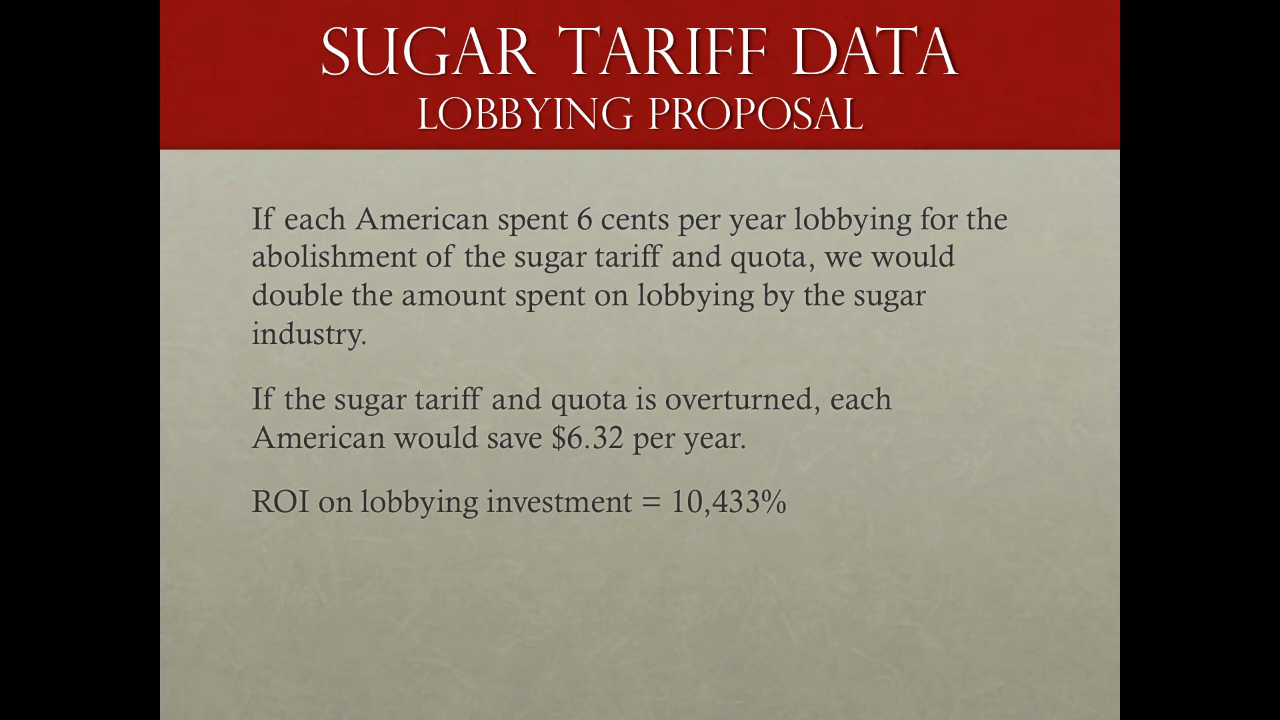 SUGAR TARIFF DATA
LOBBYING PROPOSAL
If each American spent 6 cents per year lobbying for the
abolishment of the sugar tariff and quota, we would
double the amount spent on lobbying by the sugar
industry.
If the sugar tariff and quota is overturned, each
American would save $6.32 per year.
ROI on lobbying investment = 10,433%